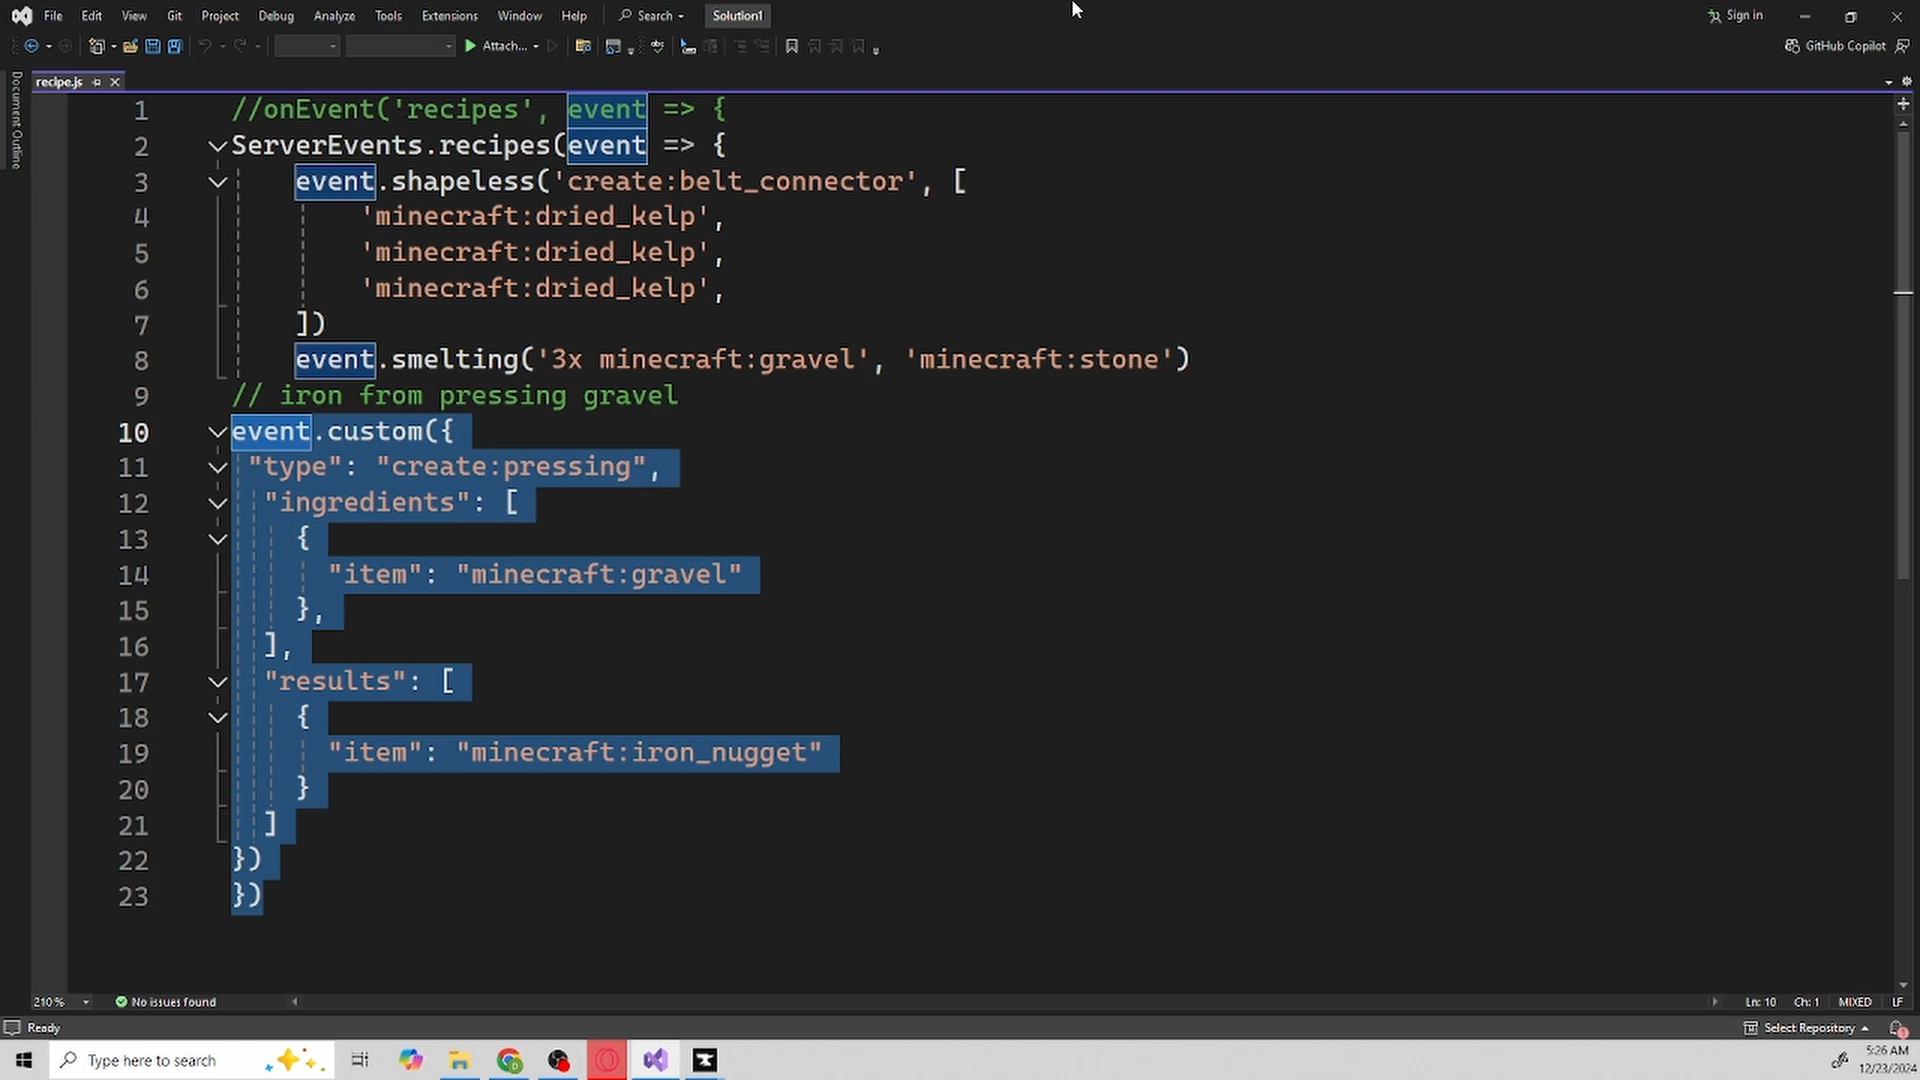 File Edit View Git Project Debug Analyze Tools Extensions Window Help Search Solution1 Sign in
Attach... GitHub Copilot
Document Outline
recipe.js
1 //onEvent('recipes', event => {
2 ServerEvents.recipes(event => {
3 event.shapeless('create:belt_connector', [
4 'minecraft:dried_kelp',
5 'minecraft:dried_kelp',
6 'minecraft:dried_kelp',
7 ])
8 event.smelting('3x minecraft:gravel', 'minecraft:stone')
9 // iron from pressing gravel
10 event.custom({
11 "type": "create:pressing",
12 "ingredients": [
13 {
14 "item": "minecraft:gravel"
15 },
16 ],
17 "results": [
18 {
19 "item": "minecraft:iron_nugget"
20 }
21 ]
22 })
23 })
210 % No issues found Ln: 10 Ch: 1 MIXED LF
Ready Select Repository 1
Type here to search 5:26 AM
12/23/2024